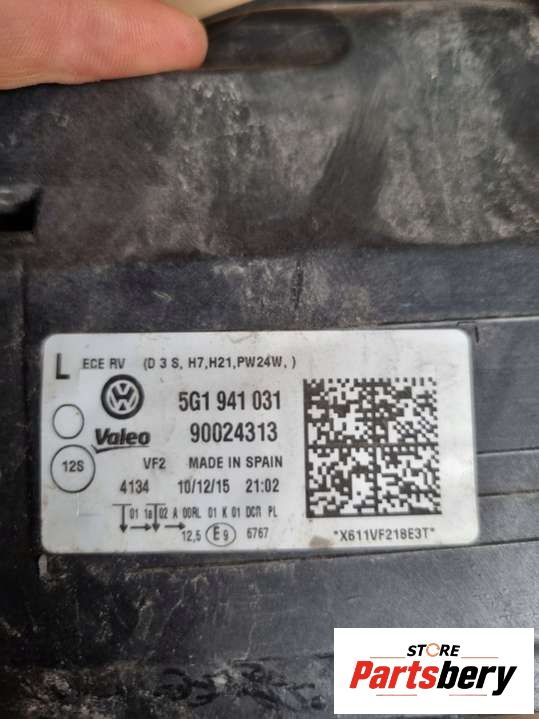 L ECE RV (D 3 S, H7,H21,PW24W,)
5G1 941 031
Valeo 90024313
12S VF2 MADE IN SPAIN
4134 10/12/15 21:02
01 1a 02 A 00RL 01 K 01 DCR PL
12,5 E9 6767
*X611VF218E3T*
STORE
Partsbery